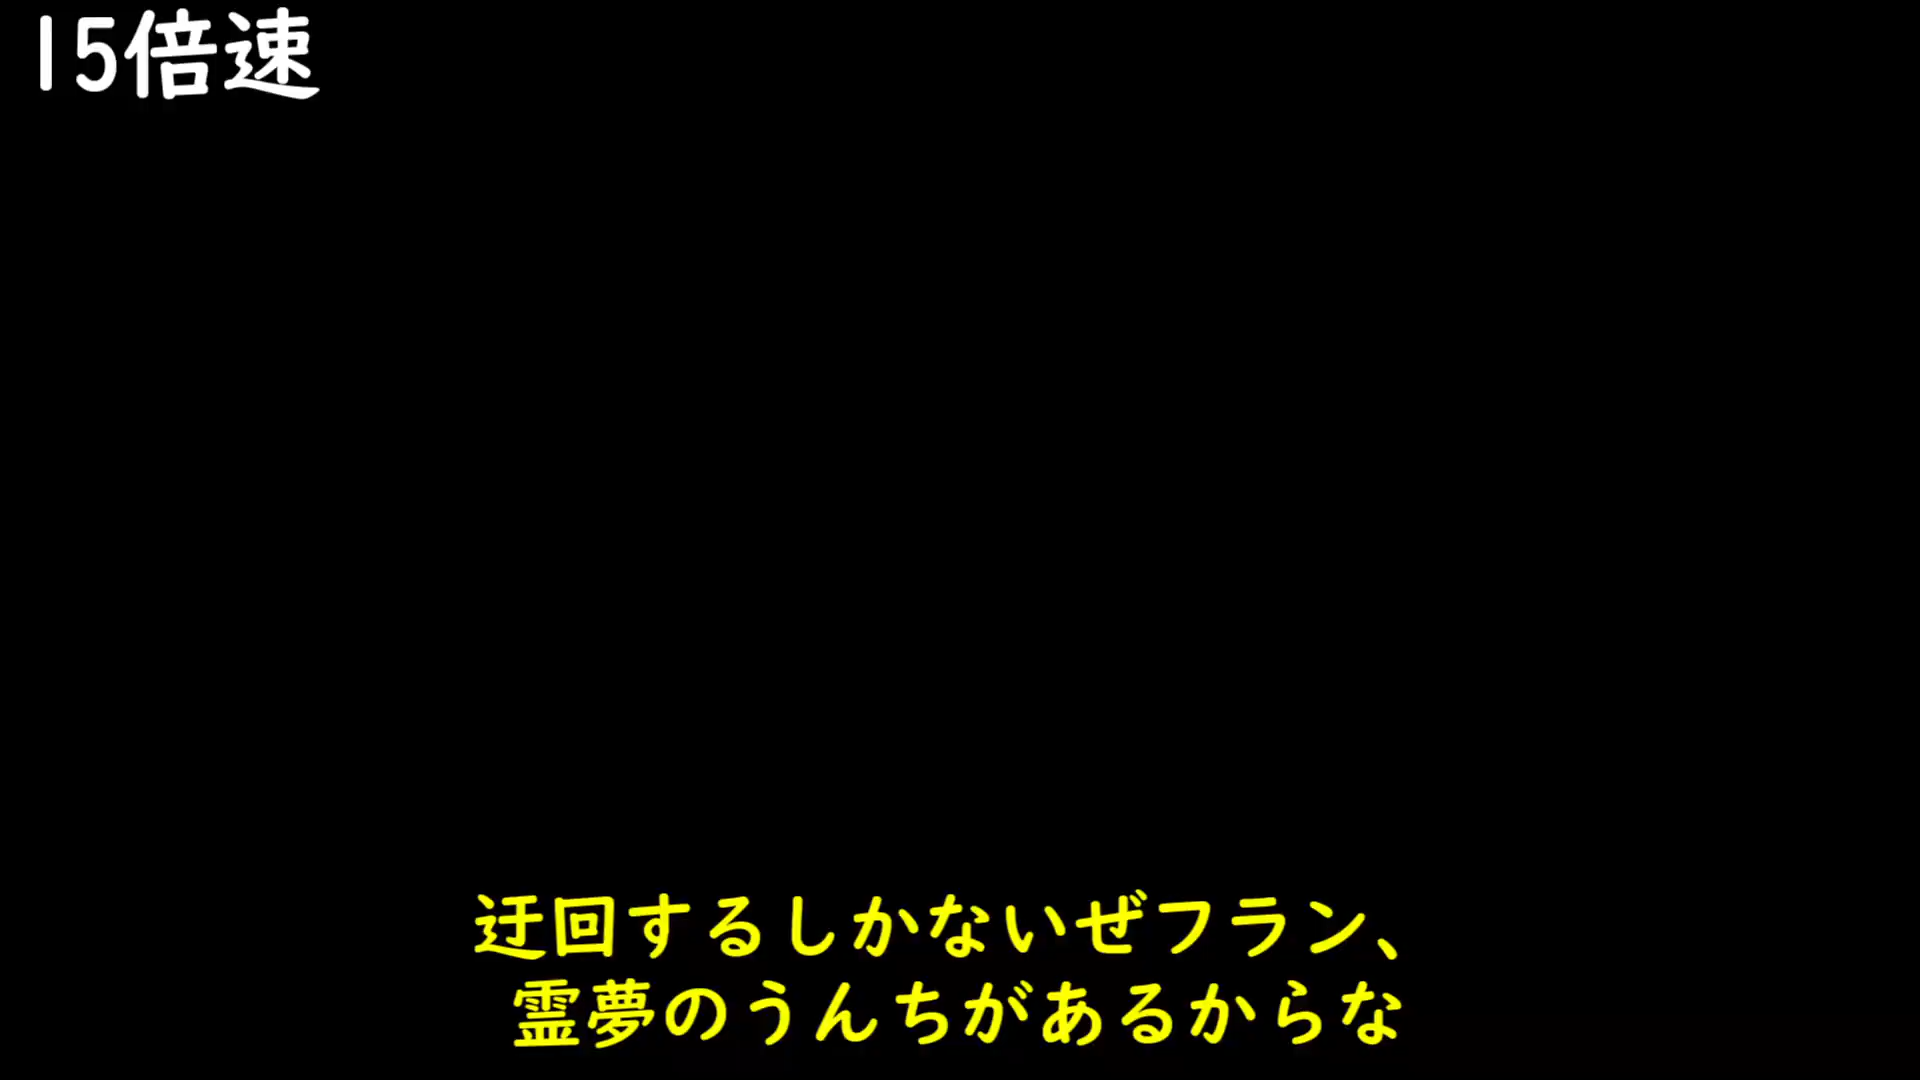 15倍速
迂回するしかないぜフラン、
霊夢のうんちがあるからな